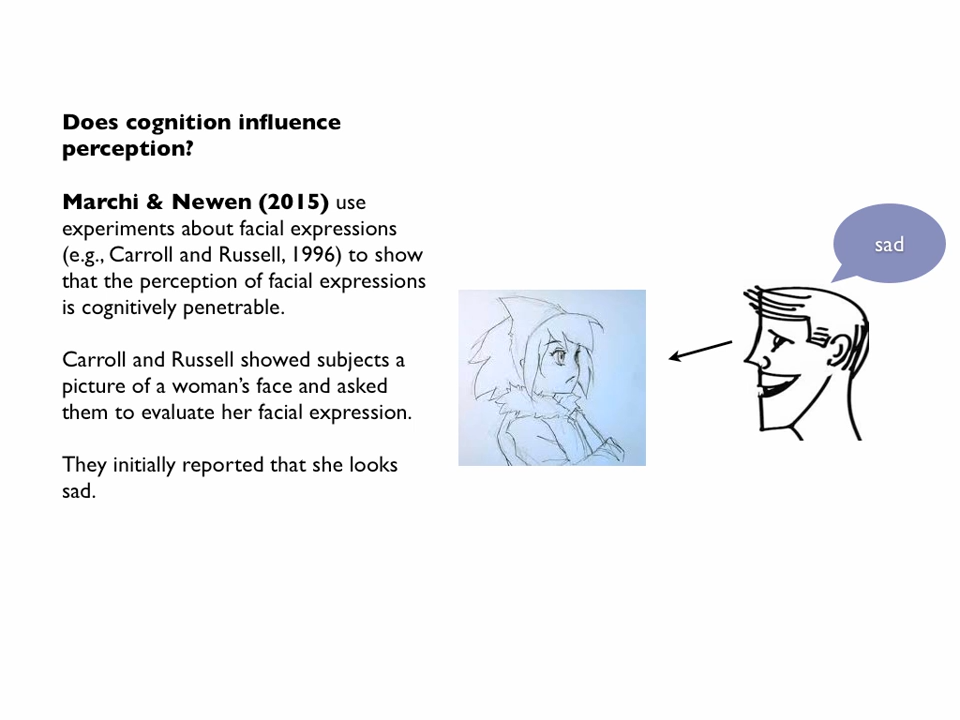 Does cognition influence
perception?
Marchi & Newen (2015) use
experiments about facial expressions
(e.g., Carroll and Russell, 1996) to show
that the perception of facial expressions
is cognitively penetrable.
Carroll and Russell showed subjects a
picture of a woman’s face and asked
them to evaluate her facial expression.
They initially reported that she looks
sad.
sad